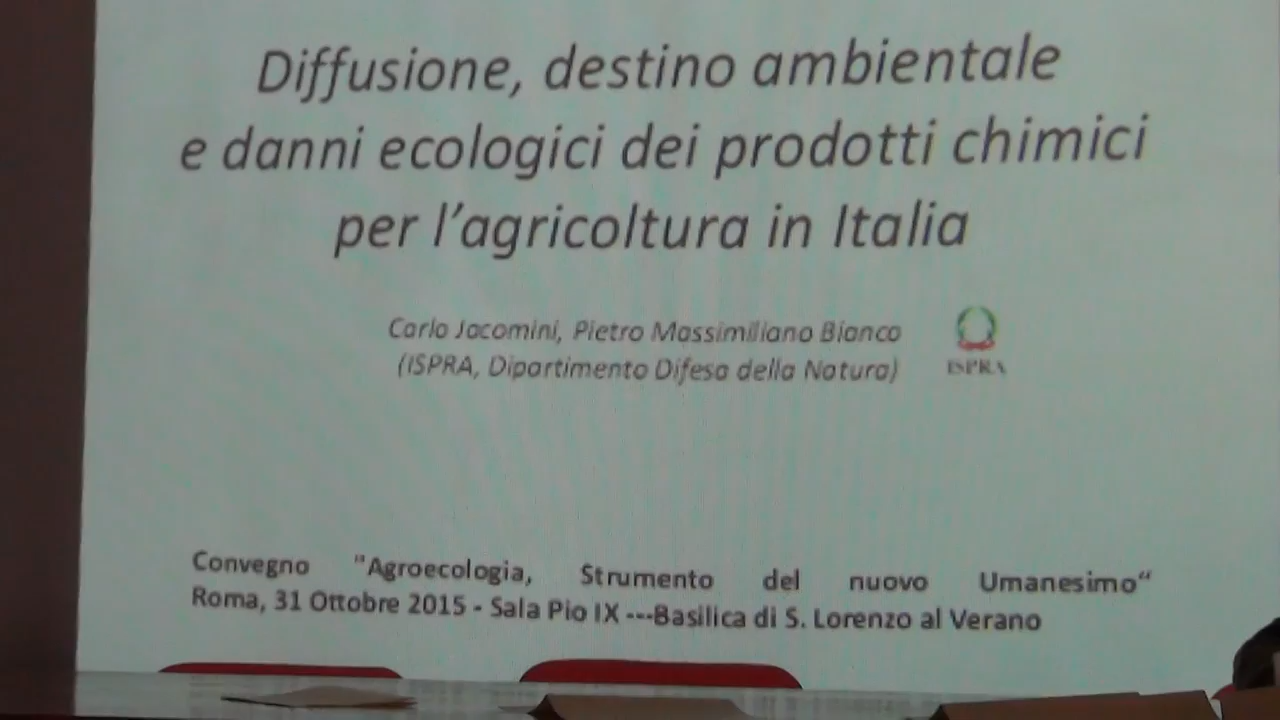 Diffusione, destino ambientale
e danni ecologici dei prodotti chimici
per l'agricoltura in Italia
Carlo Jacomini, Pietro Massimiliano Bianco
(ISPRA, Dipartimento Difesa della Natura)
ISPRA
Convegno "Agroecologia, Strumento del nuovo Umanesimo"
Roma, 31 Ottobre 2015 - Sala Pio IX ---Basilica di S. Lorenzo al Verano